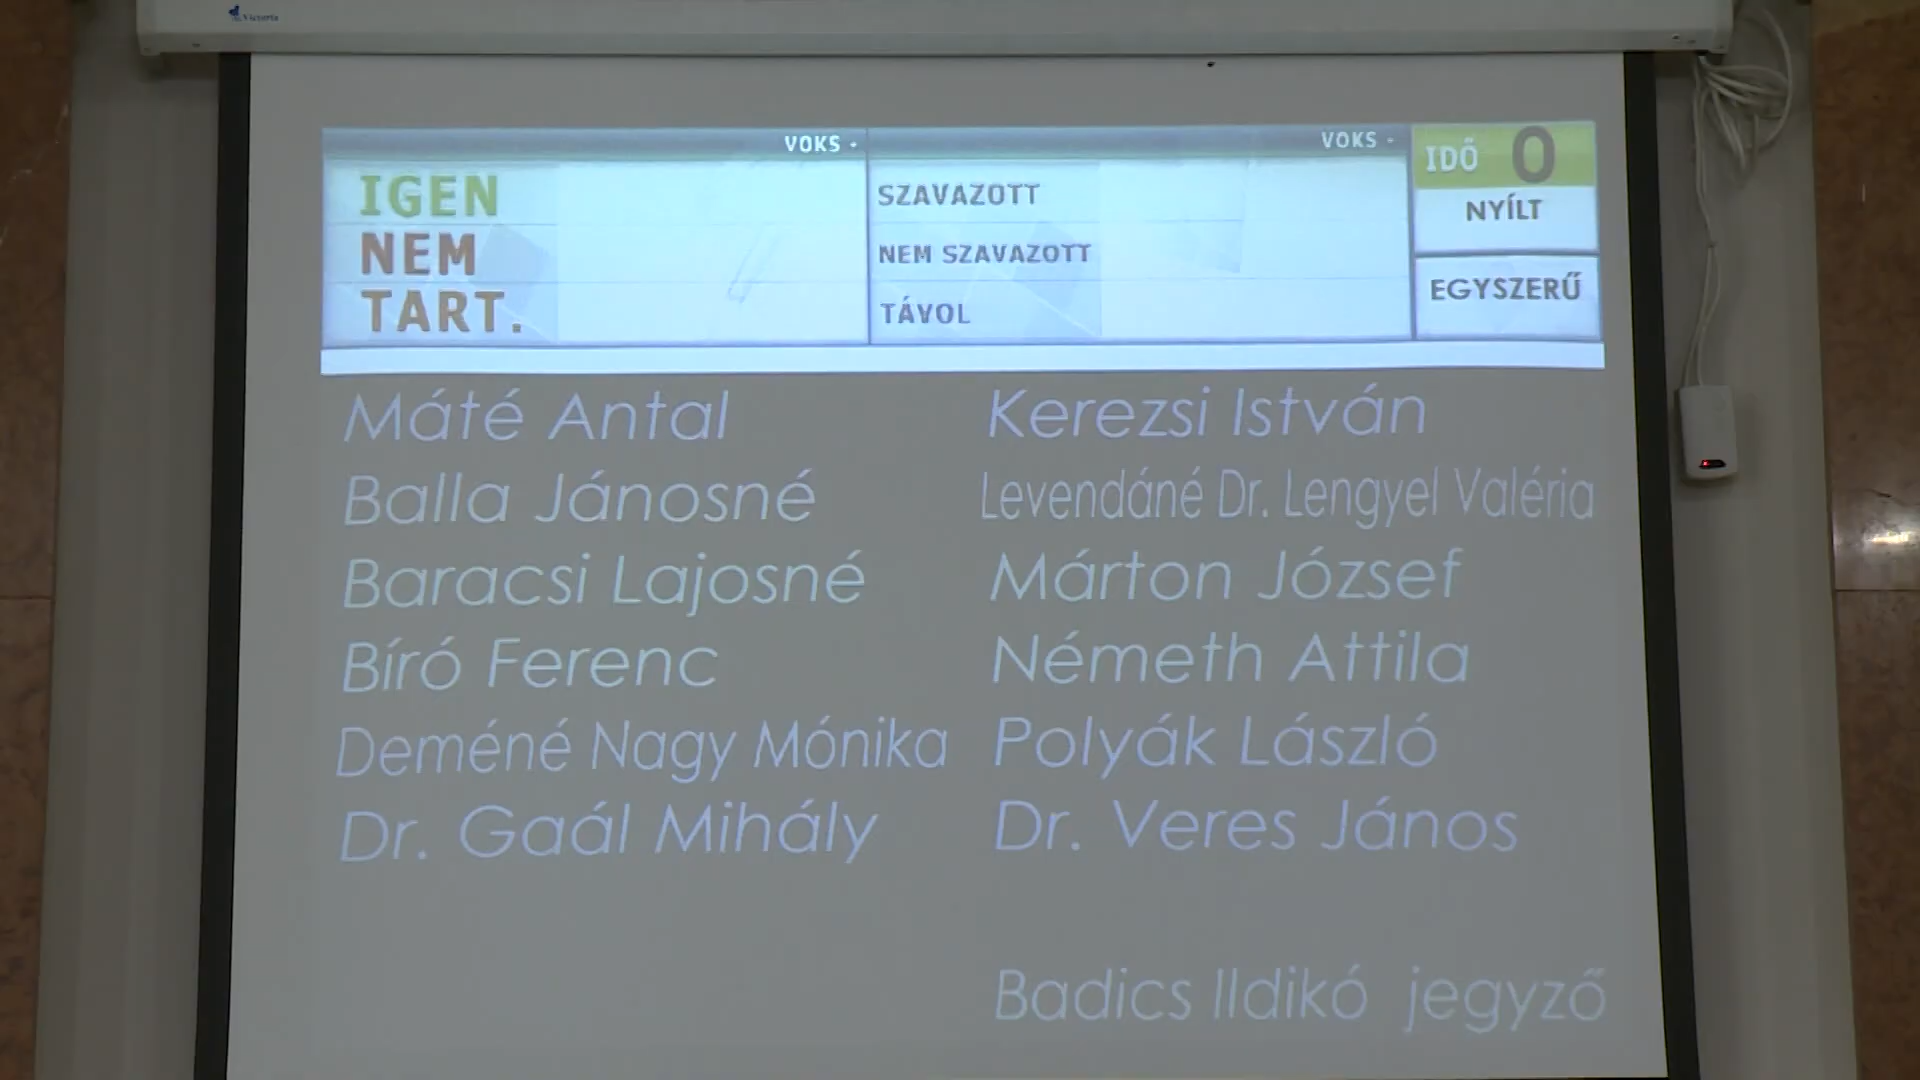 Victoria
VOKS -
IGEN
NEM
TART.
VOKS -
SZAVAZOTT
NEM SZAVAZOTT
TÁVOL
IDŐ 0
NYÍLT
EGYSZERŰ
Máté Antal
Balla Jánosné
Baracsi Lajosné
Bíró Ferenc
Deméné Nagy Mónika
Dr. Gaál Mihály
Kerezsi István
Levendáné Dr. Lengyel Valéria
Márton József
Németh Attila
Polyák László
Dr. Veres János
Badics Ildikó jegyző